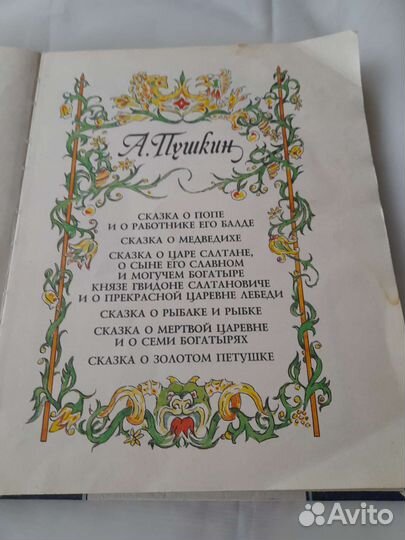 А. Пушкин
СКАЗКА О ПОПЕ
И О РАБОТНИКЕ ЕГО БАЛДЕ
СКАЗКА О МЕДВЕДИХЕ
СКАЗКА О ЦАРЕ САЛТАНЕ,
О СЫНЕ ЕГО СЛАВНОМ
И МОГУЧЕМ БОГАТЫРЕ
КНЯЗЕ ГВИДОНЕ САЛТАНОВИЧЕ
И О ПРЕКРАСНОЙ ЦАРЕВНЕ ЛЕБЕДИ
СКАЗКА О РЫБАКЕ И РЫБКЕ
СКАЗКА О МЕРТВОЙ ЦАРЕВНЕ
И О СЕМИ БОГАТЫРЯХ
СКАЗКА О ЗОЛОТОМ ПЕТУШКЕ
Avito